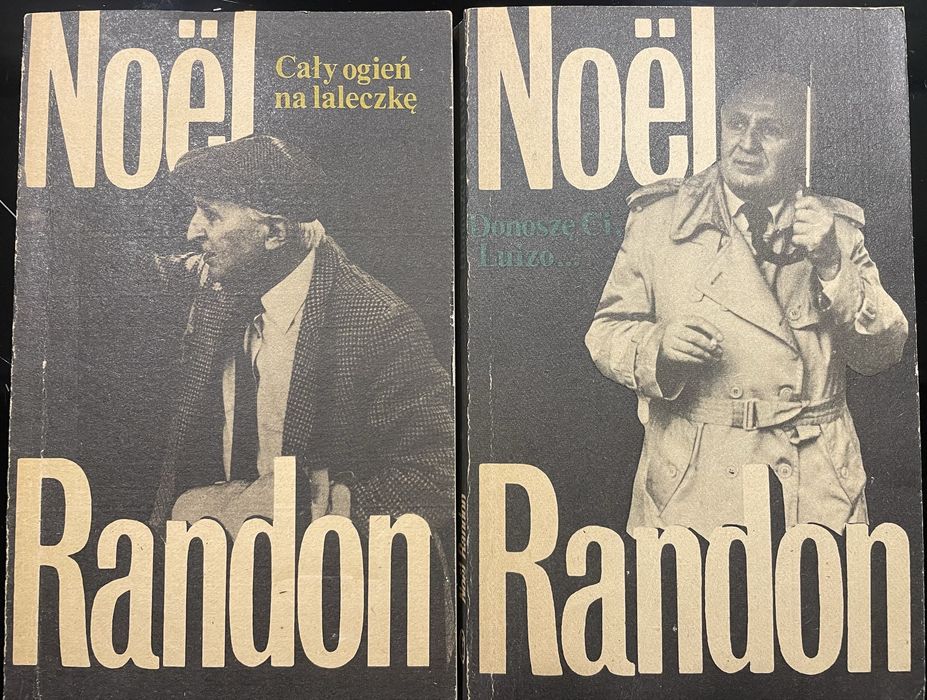 Noël
Cały ogień
na laleczkę
Randon
Noël
Donoszę Ci,
Luizo...
Randon